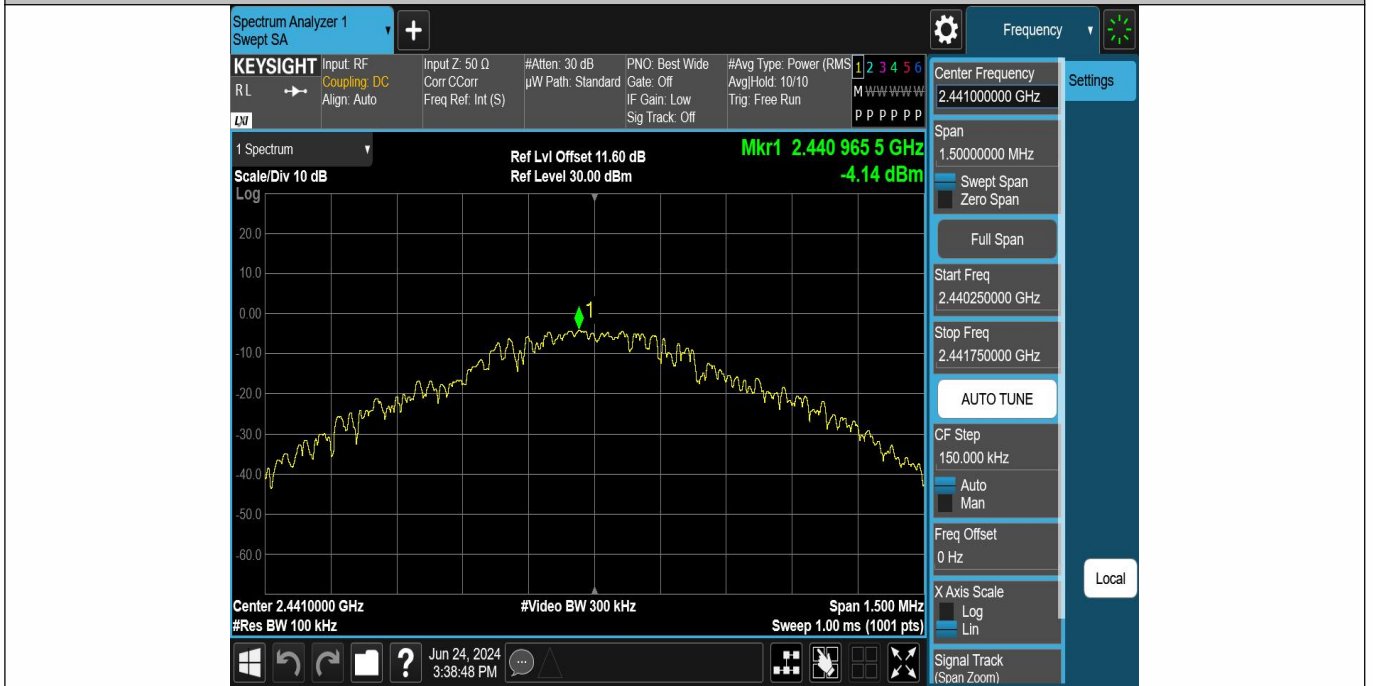 Spectrum Analyzer 1
Swept SA
+
Frequency
KEYSIGHT
RL
LXI
Input: RF
Coupling: DC
Align: Auto
Input Z: 50 Ω
Corr CCorr
Freq Ref: Int (S)
#Atten: 30 dB
µW Path: Standard
PNO: Best Wide
Gate: Off
IF Gain: Low
Sig Track: Off
#Avg Type: Power (RMS
Avg|Hold: 10/10
Trig: Free Run
1 2 3 4 5 6
M W W W W W
P P P P P P
1 Spectrum
Scale/Div 10 dB
Log
Ref Lvl Offset 11.60 dB
Ref Level 30.00 dBm
Mkr1 2.440 965 5 GHz
-4.14 dBm
20.0
10.0
0.00
-10.0
-20.0
-30.0
-40.0
-50.0
-60.0
1
Center 2.4410000 GHz
#Res BW 100 kHz
#Video BW 300 kHz
Span 1.500 MHz
Sweep 1.00 ms (1001 pts)
Center Frequency
2.441000000 GHz
Settings
Span
1.50000000 MHz
Swept Span
Zero Span
Full Span
Start Freq
2.440250000 GHz
Stop Freq
2.441750000 GHz
AUTO TUNE
CF Step
150.000 kHz
Auto
Man
Freq Offset
0 Hz
Local
X Axis Scale
Log
Lin
Signal Track
(Span Zoom)
?
Jun 24, 2024
3:38:48 PM